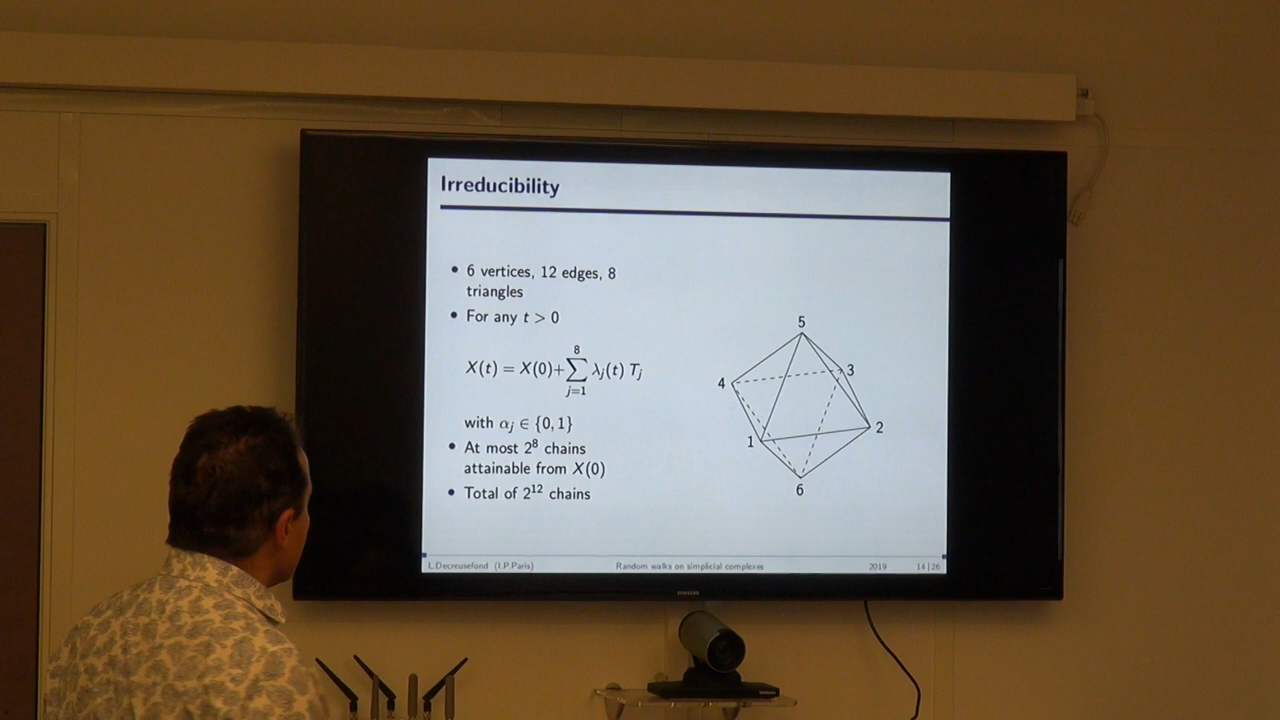 Irreducibility
• 6 vertices, 12 edges, 8
triangles
• For any t > 0
X(t) = X(0)+∑_{j=1}^{8} λ_j(t) T_j
with α_j ∈ {0, 1}
• At most 2^8 chains
attainable from X(0)
• Total of 2^12 chains
5
3
4
1
2
6
L.Decreusefond (I.P.Paris) Random walks on simplicial complexes 2019 14|26
SAMSUNG